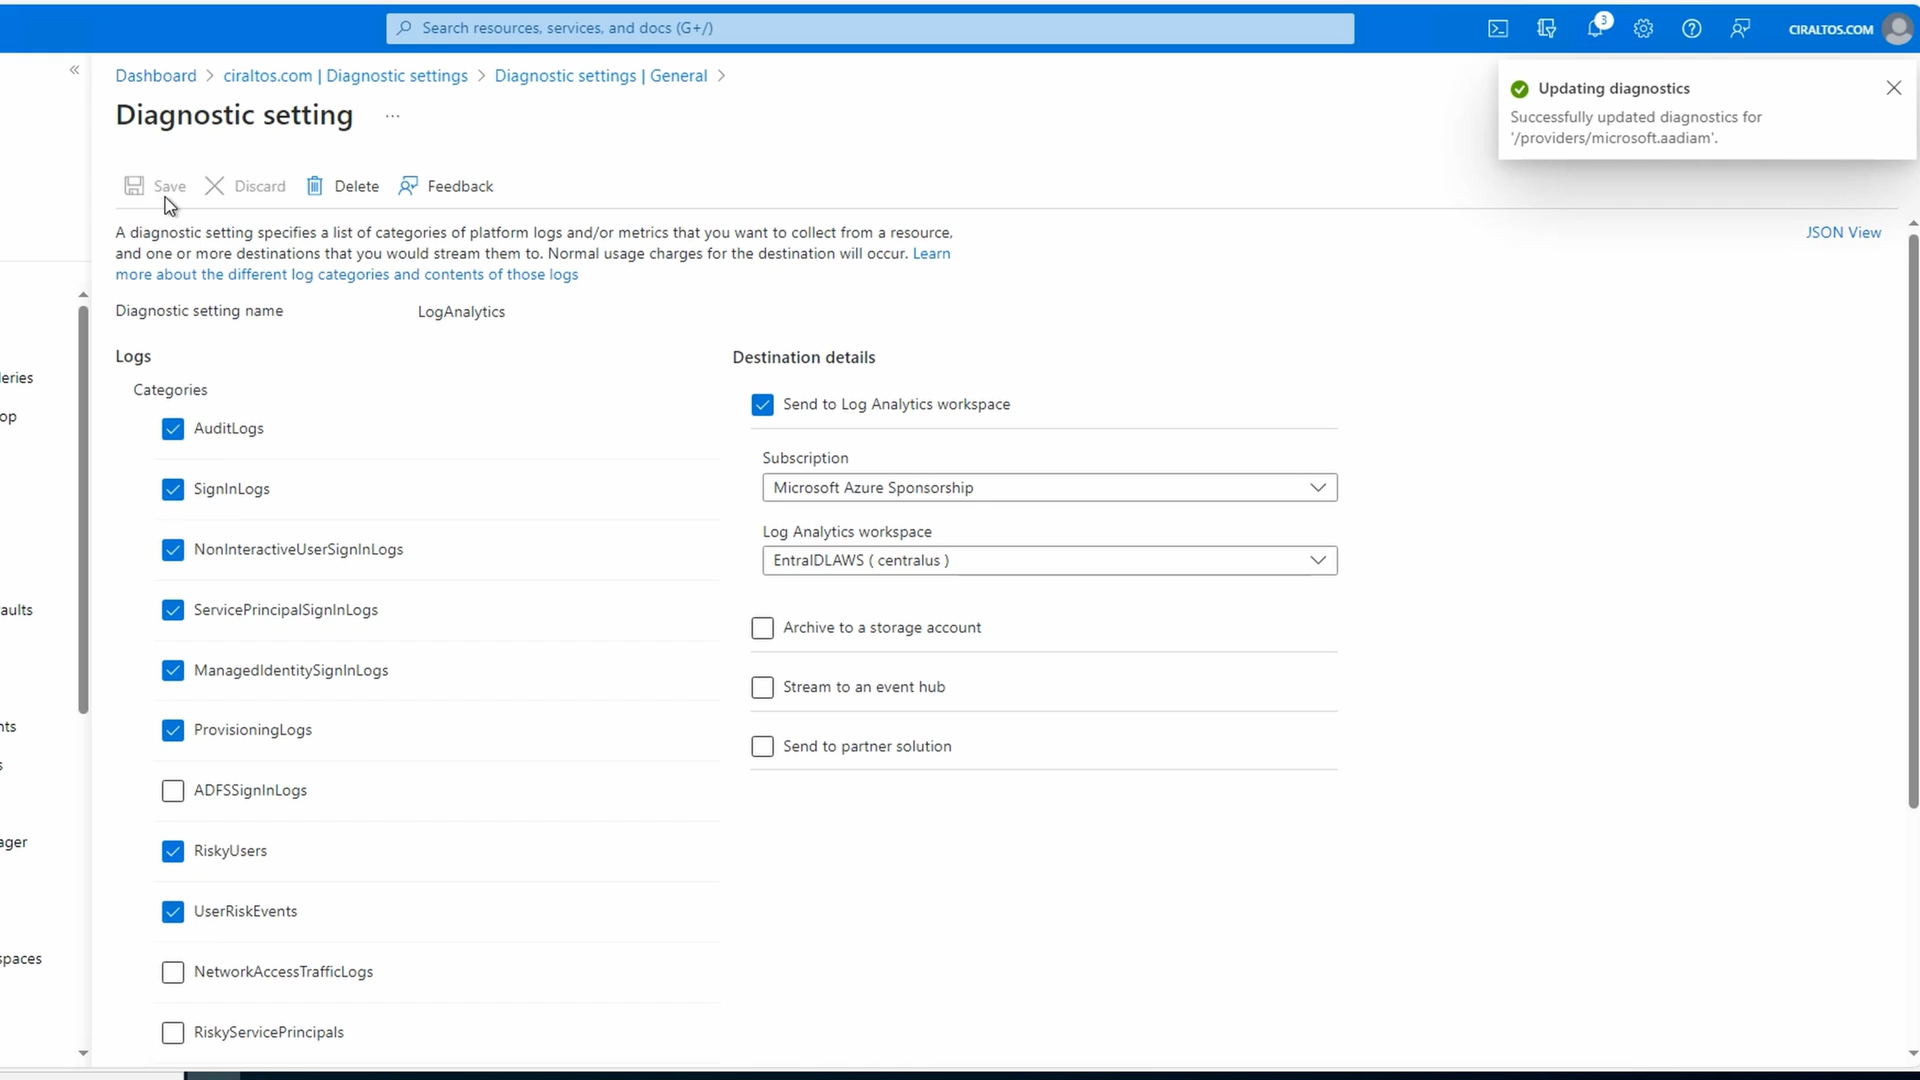 Search resources, services, and docs (G+/)
3
CIRALTOS.COM
Dashboard > ciraltos.com | Diagnostic settings > Diagnostic settings | General >
Diagnostic setting ...
Updating diagnostics
Successfully updated diagnostics for
'/providers/microsoft.aadiam'.
Save Discard Delete Feedback
A diagnostic setting specifies a list of categories of platform logs and/or metrics that you want to collect from a resource,
and one or more destinations that you would stream them to. Normal usage charges for the destination will occur. Learn
more about the different log categories and contents of those logs
JSON View
Diagnostic setting name LogAnalytics
Logs
Categories
AuditLogs
SignInLogs
NonInteractiveUserSignInLogs
ServicePrincipalSignInLogs
ManagedIdentitySignInLogs
ProvisioningLogs
ADFSSignInLogs
RiskyUsers
UserRiskEvents
NetworkAccessTrafficLogs
RiskyServicePrincipals
Destination details
Send to Log Analytics workspace
Subscription
Microsoft Azure Sponsorship
Log Analytics workspace
EntraIDLAWS ( centralus )
Archive to a storage account
Stream to an event hub
Send to partner solution
leries
op
aults
nts
s
ager
spaces